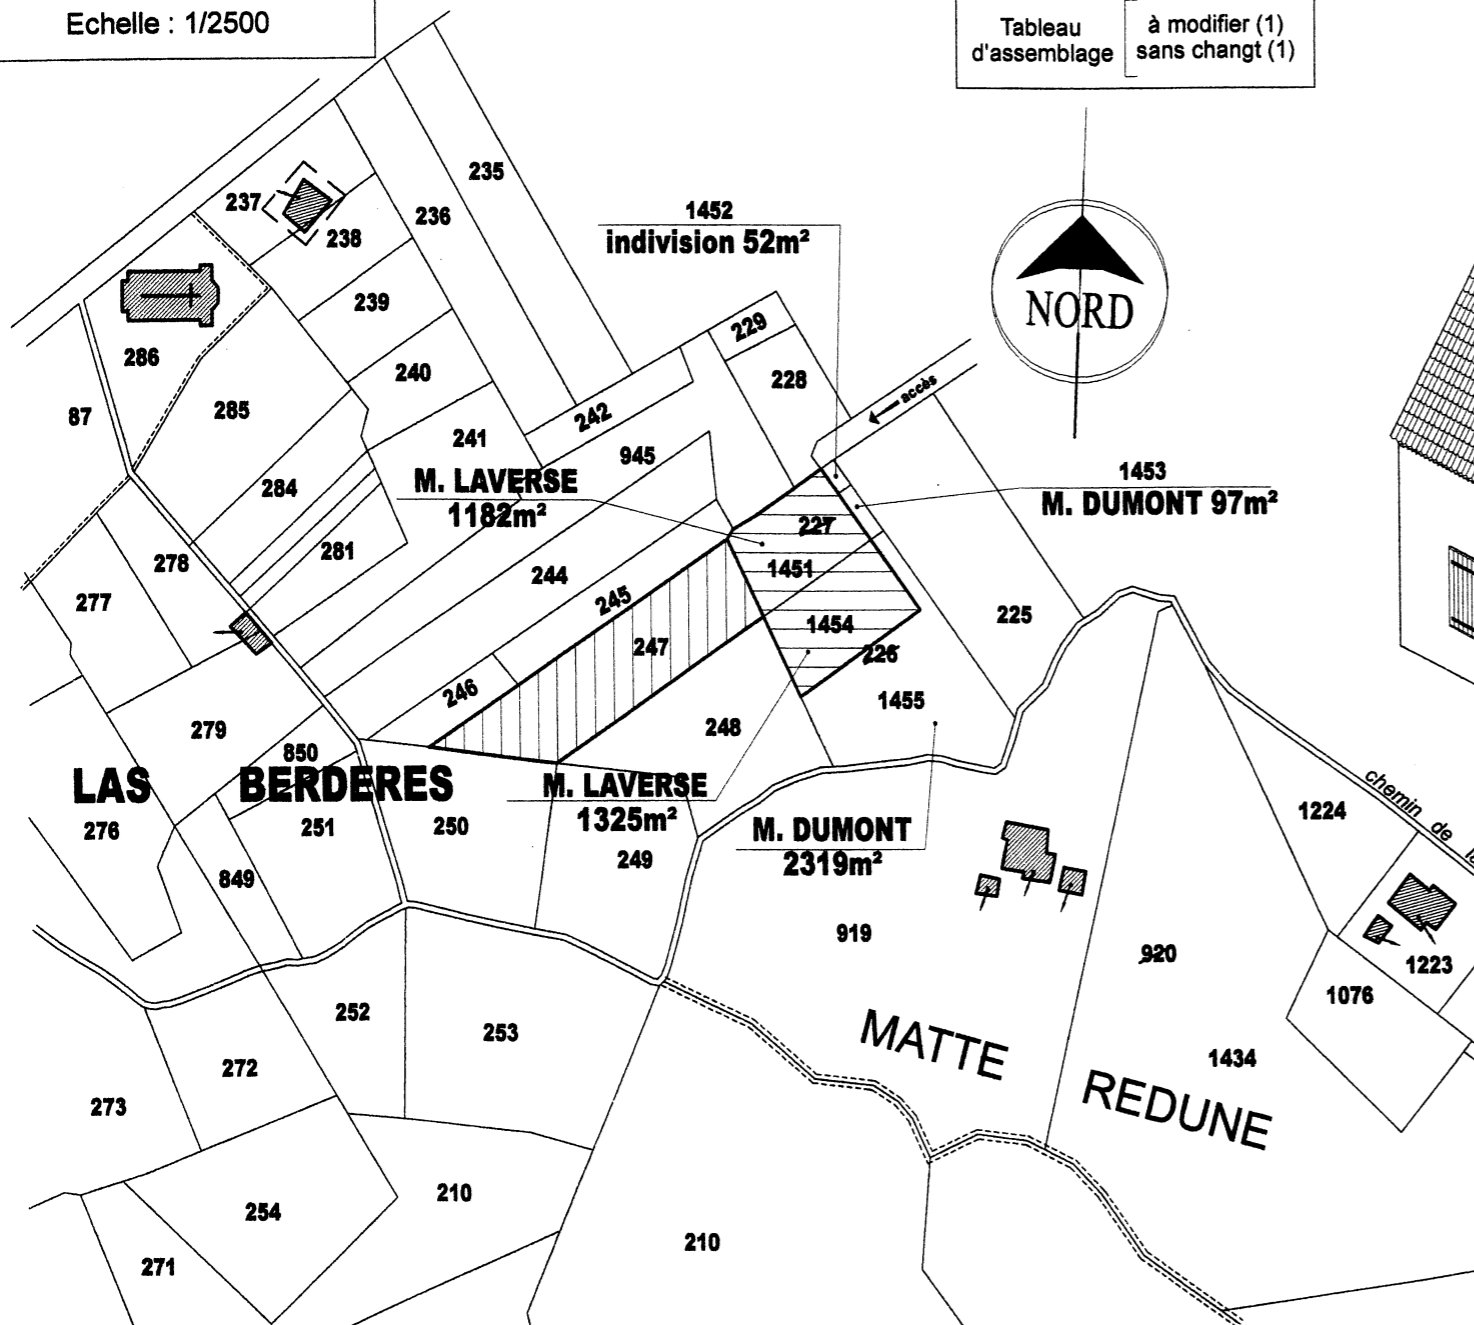 Echelle : 1/2500
Tableau
d'assemblage
à modifier (1)
sans changt (1)
235
237
236
238
1452
indivision 52m²
239
NORD
229
286
240
228
accès
285
87
242
241
945
1453
M. DUMONT 97m²
M. LAVERSE
1182m²
284
227
281
278
1451
244
277
245
225
1454
247
226
246
1455
279
248
850
LAS BERDERES
M. LAVERSE
1325m²
chemin de
276
251
250
1224
M. DUMONT
2319m²
249
849
919
920
1223
1076
252
253
MATTE
REDUNE
1434
272
273
210
254
210
271